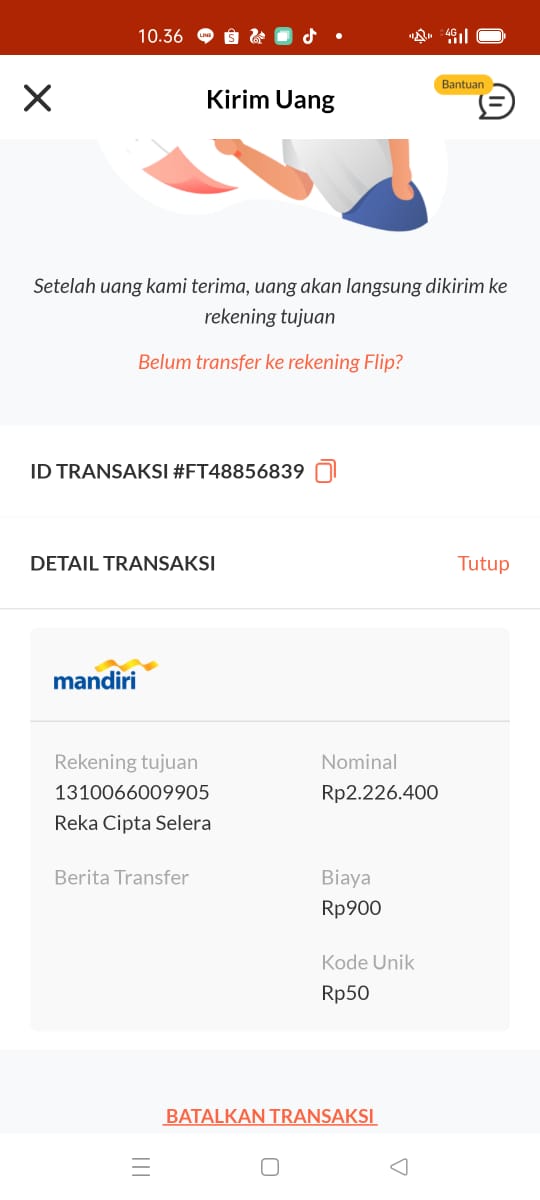 10.36
LINE
S
4G
Bantuan
Kirim Uang
Setelah uang kami terima, uang akan langsung dikirim ke
rekening tujuan
Belum transfer ke rekening Flip?
ID TRANSAKSI #FT48856839
DETAIL TRANSAKSI
Tutup
mandiri
Rekening tujuan
Nominal
1310066009905
Rp2.226.400
Reka Cipta Selera
Berita Transfer
Biaya
Rp900
Kode Unik
Rp50
BATALKAN TRANSAKSI